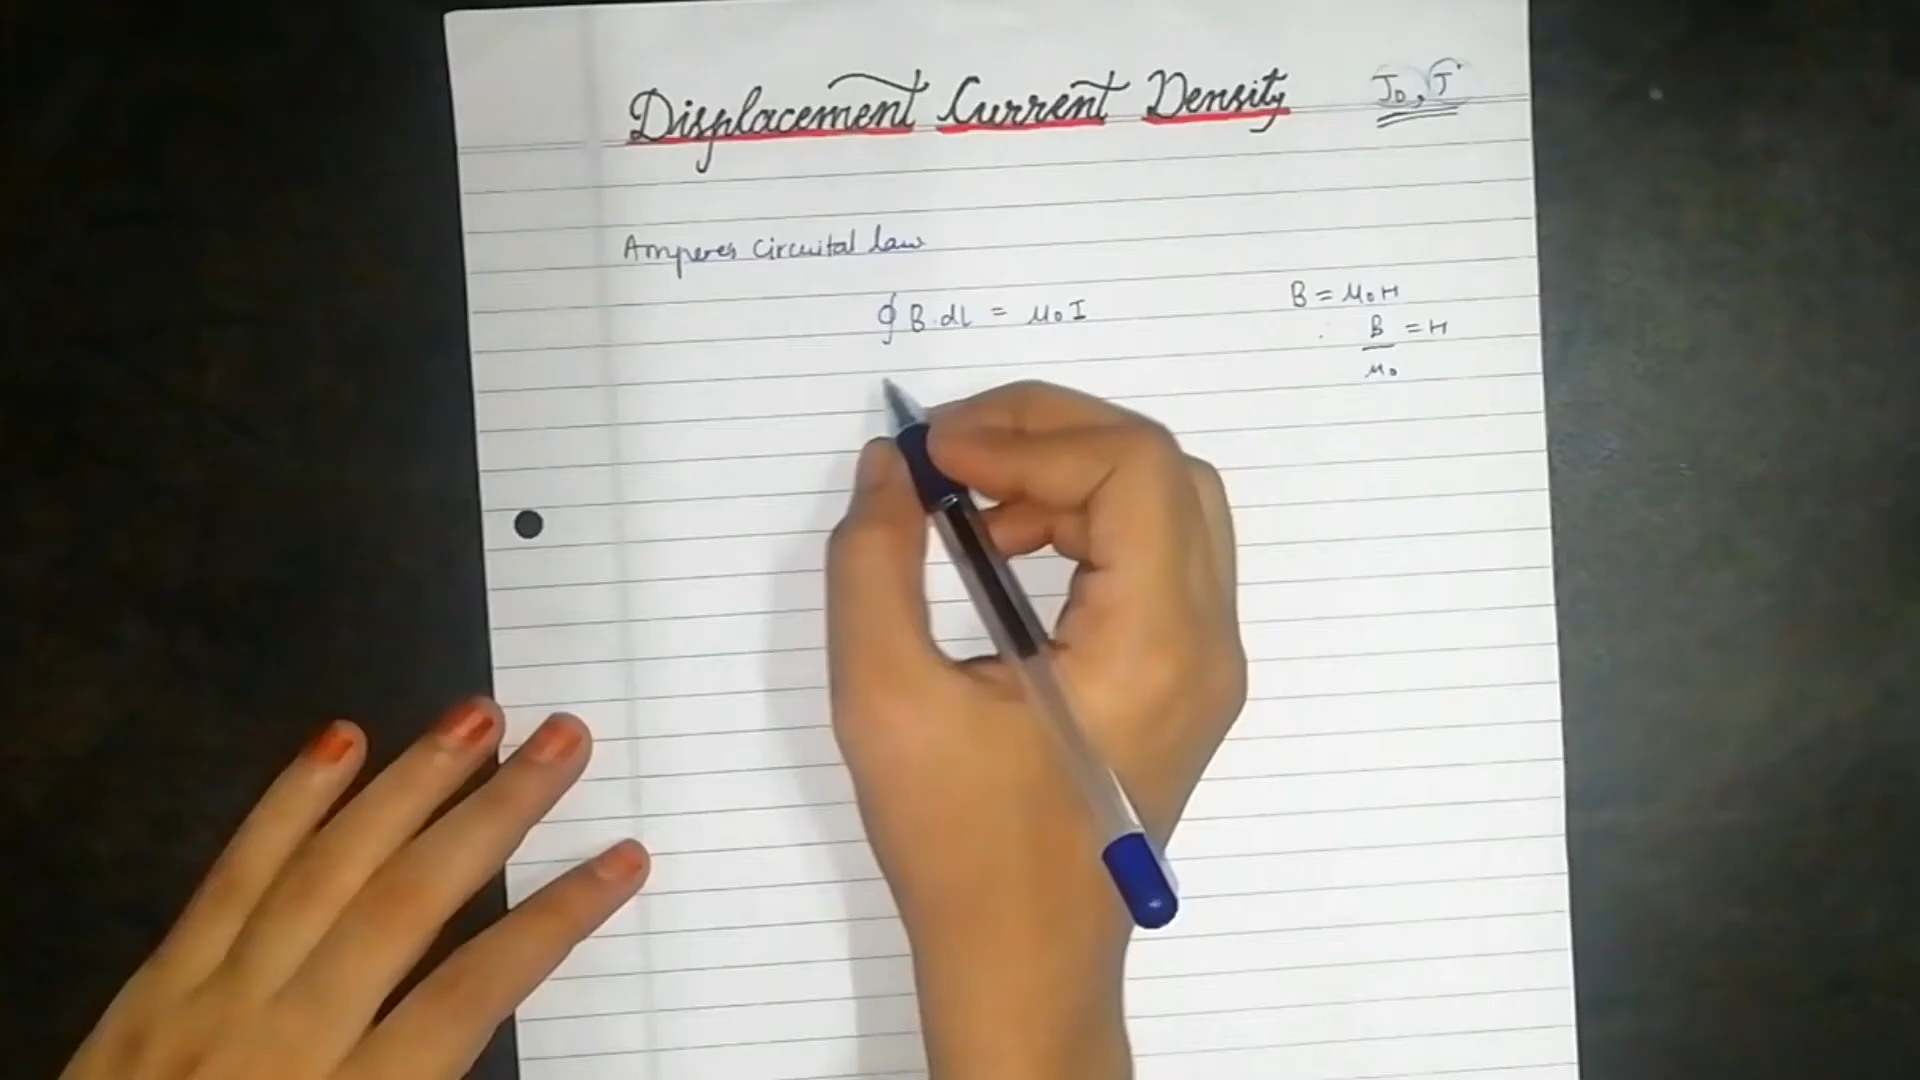 Displacement Current Density J_D, J
Amperes Circuital law
∮ B.dl = μ₀I
B = μ₀H
B/μ₀ = H